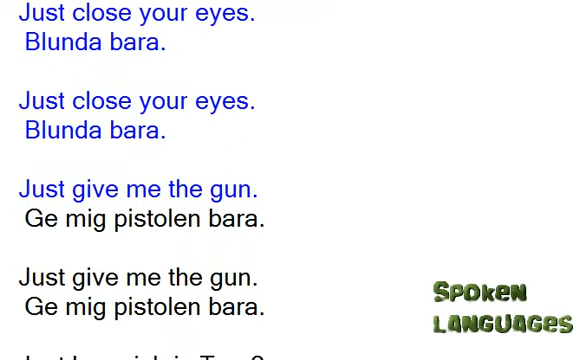 Just close your eyes.
Blunda bara.
Just close your eyes.
Blunda bara.
Just give me the gun.
Ge mig pistolen bara.
Just give me the gun.
Ge mig pistolen bara.
SPOKEN
LANGUAGES